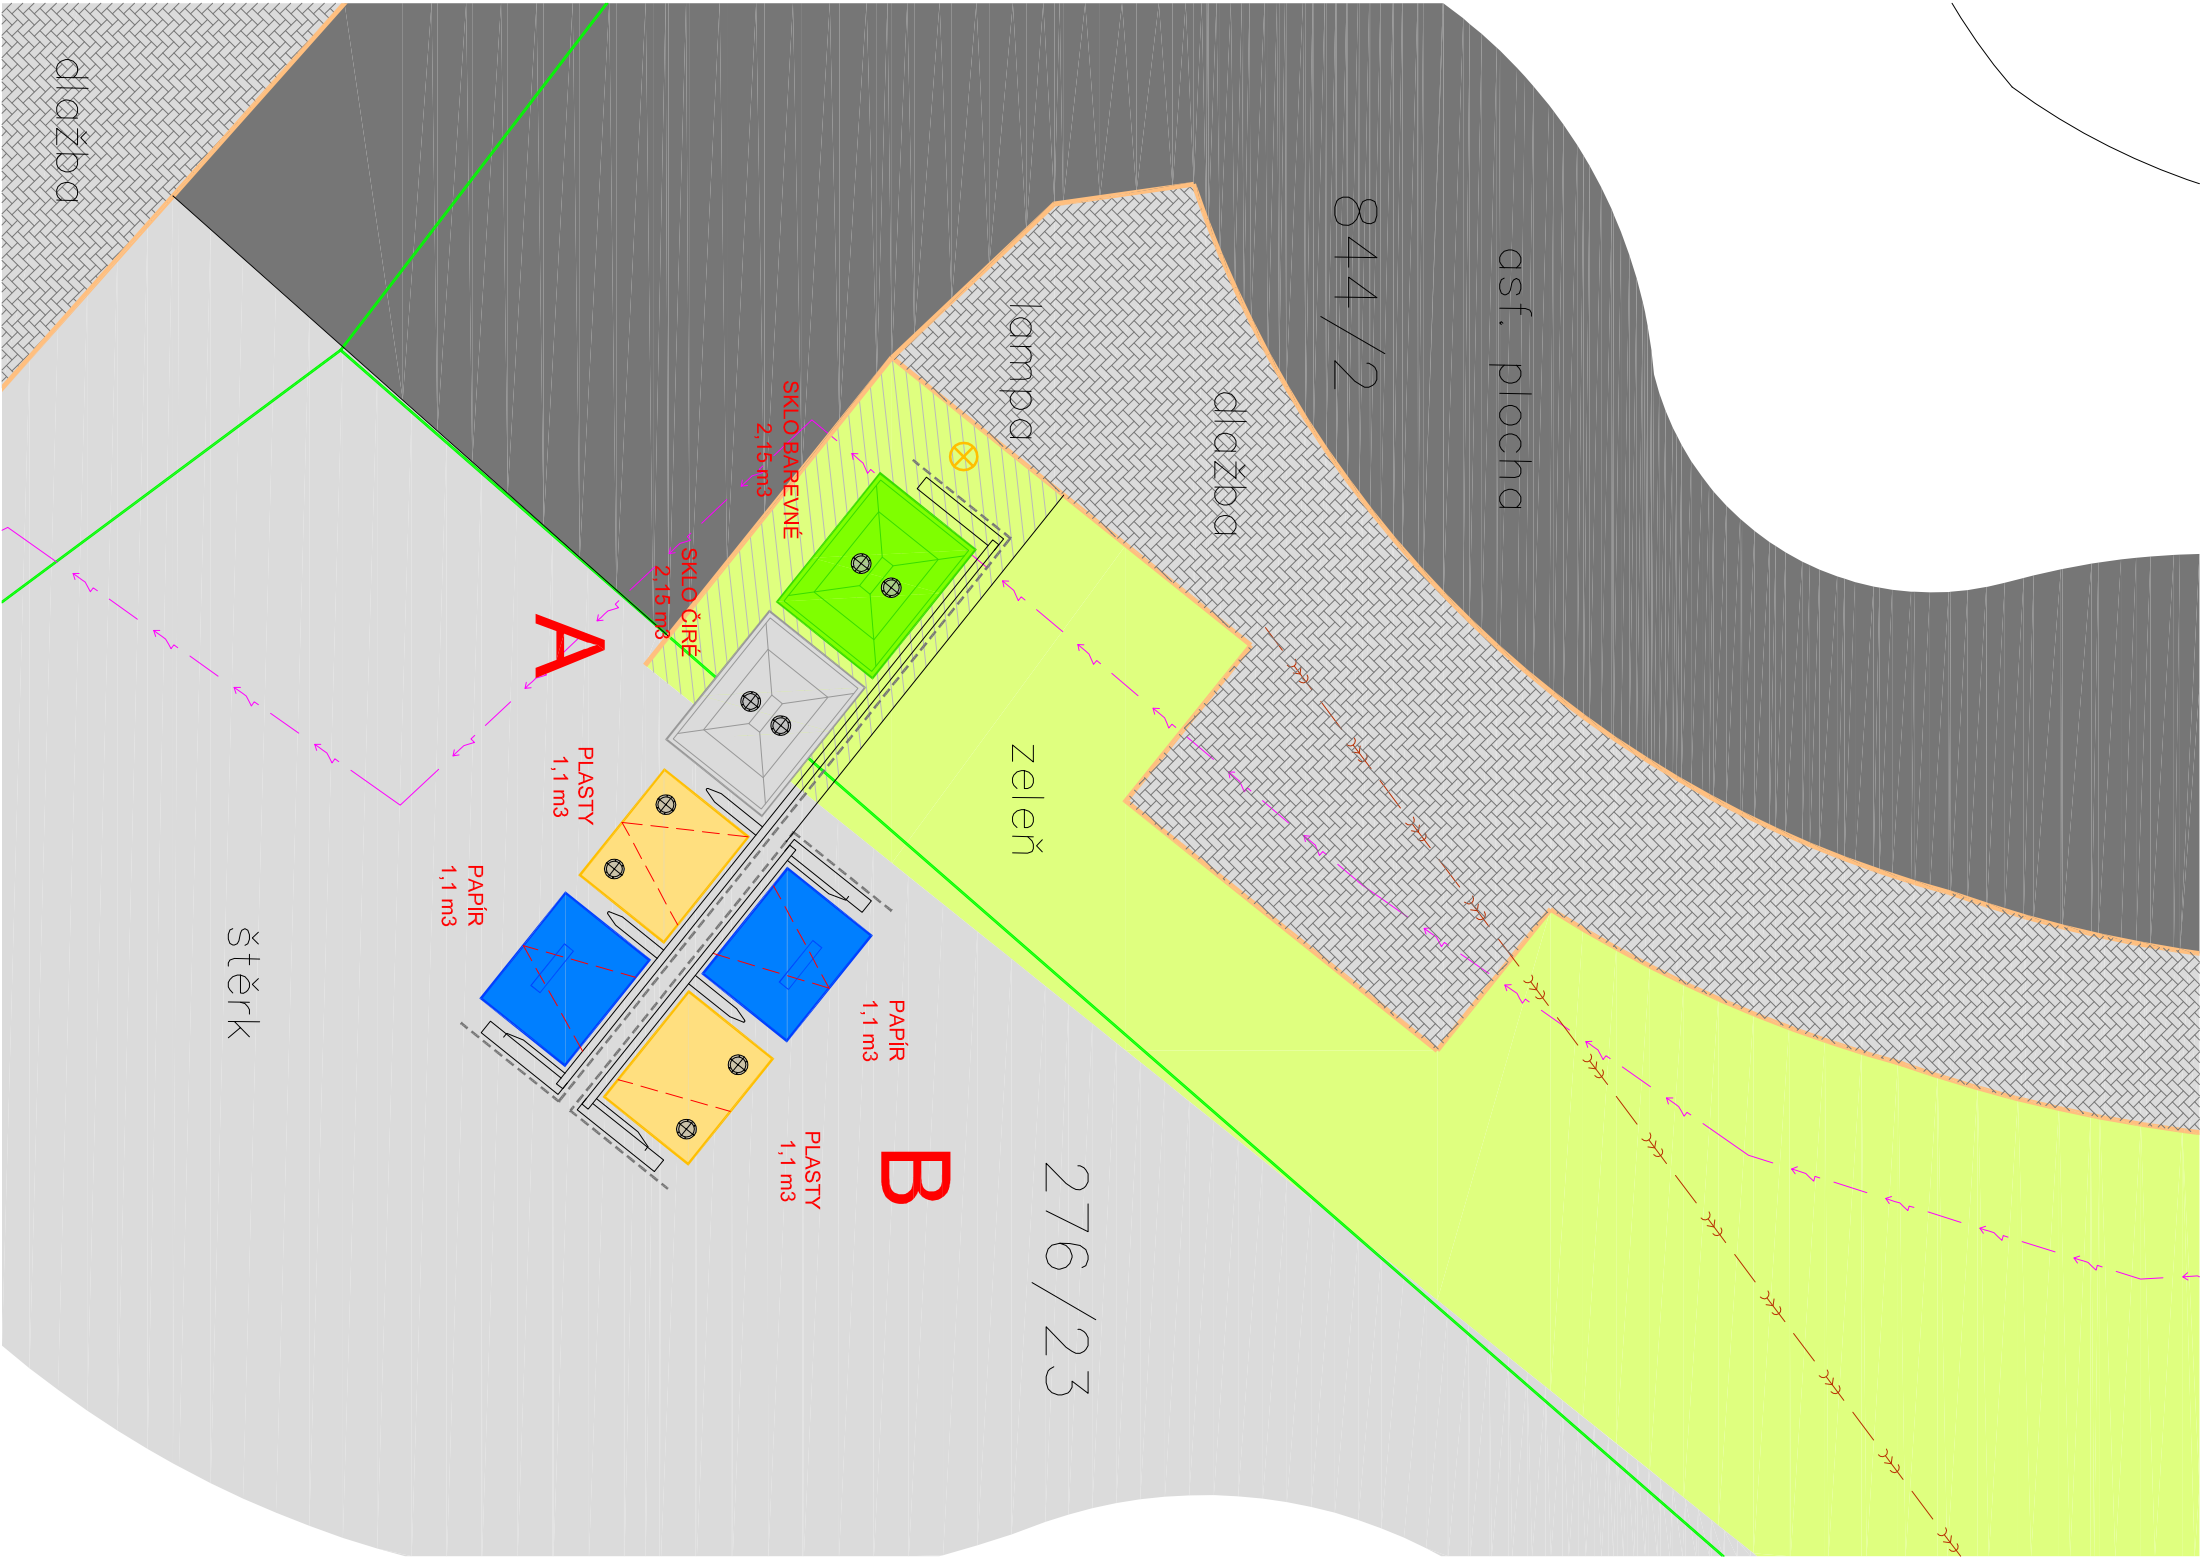 asf. plocha
844/2
dlažba
lampa
zeleň
276/23
B
PAPÍR
1,1 m3
PLASTY
1,1 m3
SKLO BAREVNÉ
2,15 m3
SKLO ČIRÉ
2,15 m3
A
PLASTY
1,1 m3
PAPÍR
1,1 m3
Štěrk
dlažba